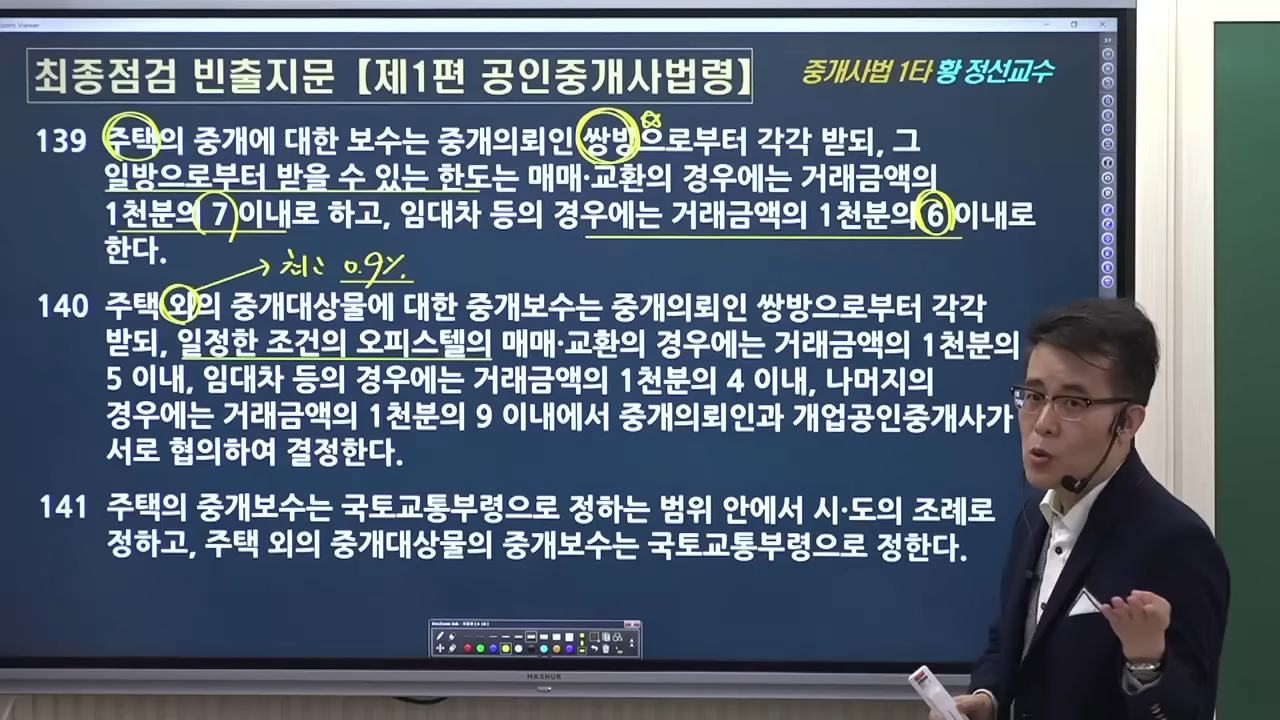 최종점검 빈출지문 【제1편 공인중개사법령】
중개사법 1타 황 정선교수
139 주택의 중개에 대한 보수는 중개의뢰인 쌍방으로부터 각각 받되, 그
일방으로부터 받을 수 있는 한도는 매매·교환의 경우에는 거래금액의
1천분의 7 이내로 하고, 임대차 등의 경우에는 거래금액의 1천분의 6 이내로
한다.
최고 0.9%
140 주택 외의 중개대상물에 대한 중개보수는 중개의뢰인 쌍방으로부터 각각
받되, 일정한 조건의 오피스텔의 매매·교환의 경우에는 거래금액의 1천분의
5 이내, 임대차 등의 경우에는 거래금액의 1천분의 4 이내, 나머지의
경우에는 거래금액의 1천분의 9 이내에서 중개의뢰인과 개업공인중개사가
서로 협의하여 결정한다.
141 주택의 중개보수는 국토교통부령으로 정하는 범위 안에서 시·도의 조례로
정하고, 주택 외의 중개대상물의 중개보수는 국토교통부령으로 정한다.
MAXHUB